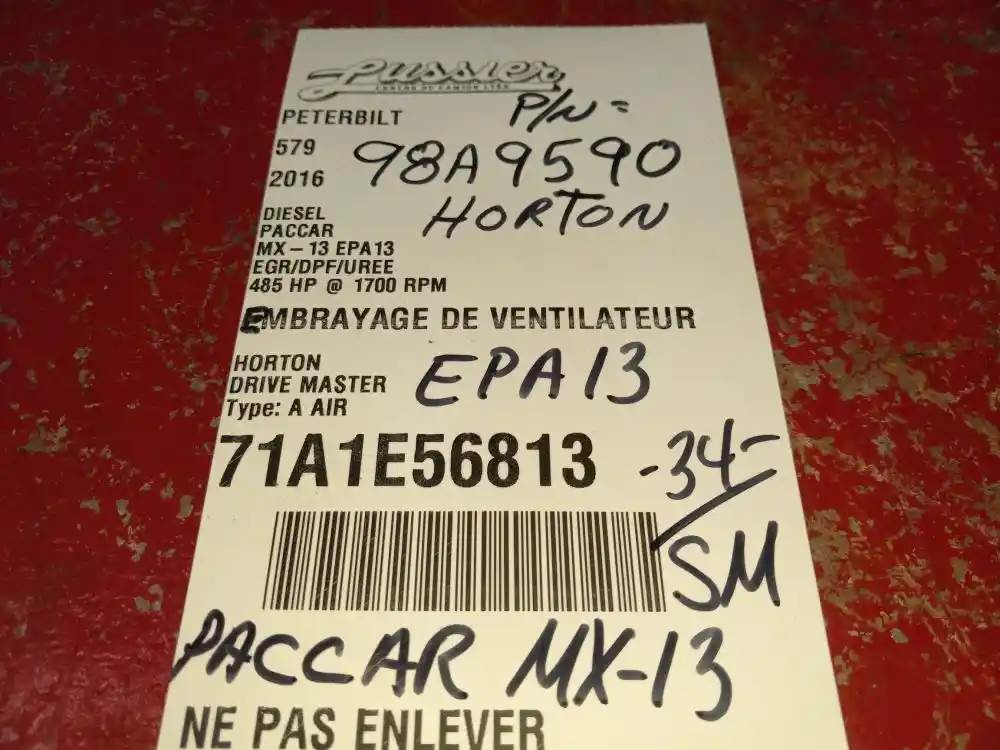 Lussier
CENTRE DU CAMION LTÉE
PETERBILT
P/N =
579
98A9590
2016
HORTON
DIESEL
PACCAR
MX - 13 EPA13
EGR/DPF/UREE
485 HP @ 1700 RPM
EMBRAYAGE DE VENTILATEUR
HORTON
DRIVE MASTER
EPA13
Type: A AIR
71A1E56813
-34-
SM
PACCAR MX-13
NE PAS ENLEVER